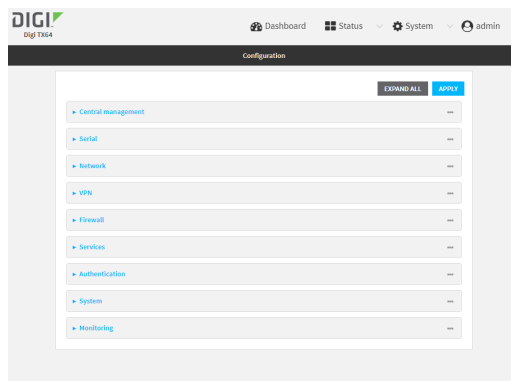 DIGI
Digi TX64
Dashboard Status System admin
Configuration
EXPAND ALL APPLY
Central management
Serial
Network
VPN
Firewall
Services
Authentication
System
Monitoring